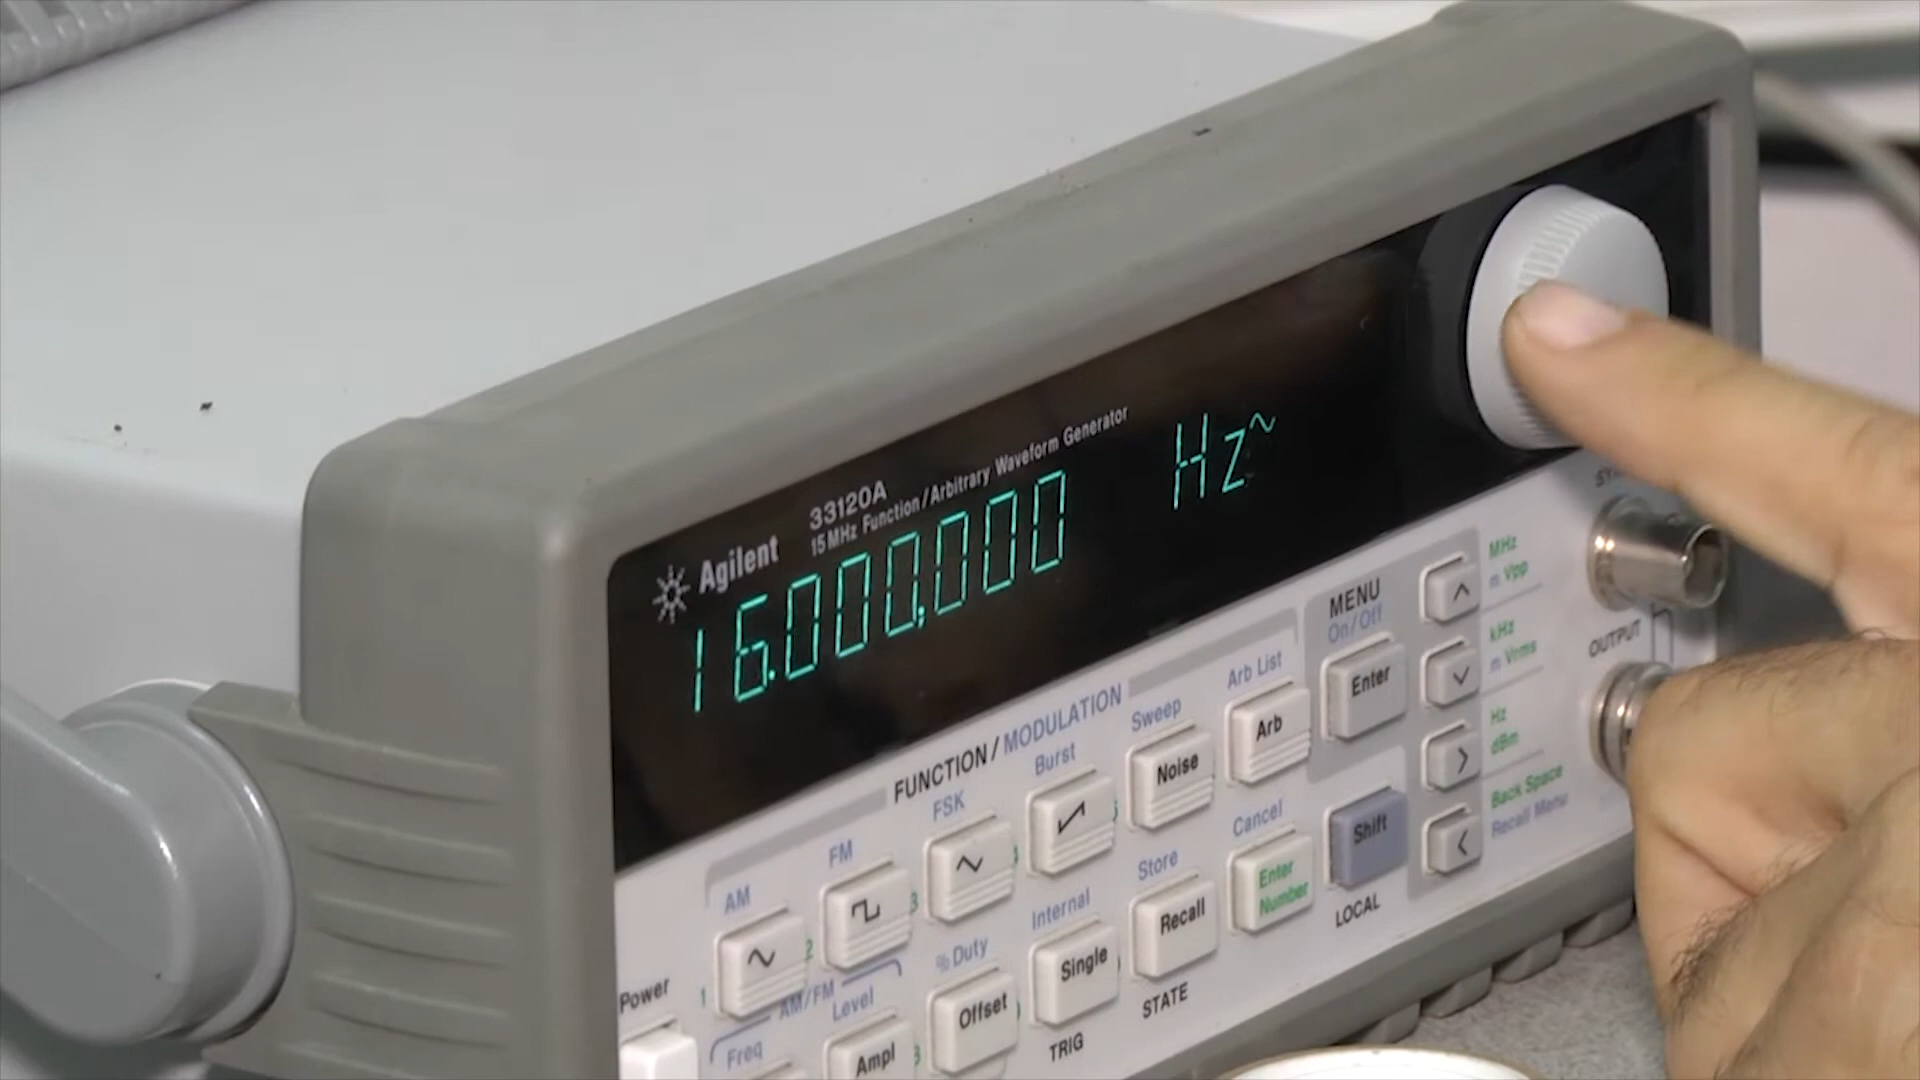 Agilent
33120A
15 MHz Function / Arbitrary Waveform Generator
16.000,000 Hz~
FUNCTION / MODULATION
AM
FM
FSK
Burst
Sweep
Arb List
Noise
Arb
MENU
On/Off
Enter
MHz
m Vpp
kHz
m Vrms
Hz
dBm
Back Space
Recall Menu
OUTPUT
1
2
3
AM/FM
Power
Freq
Level
% Duty
Internal
Store
Cancel
Ampl
Offset
Single
Recall
Enter
Number
Shift
TRIG
STATE
LOCAL